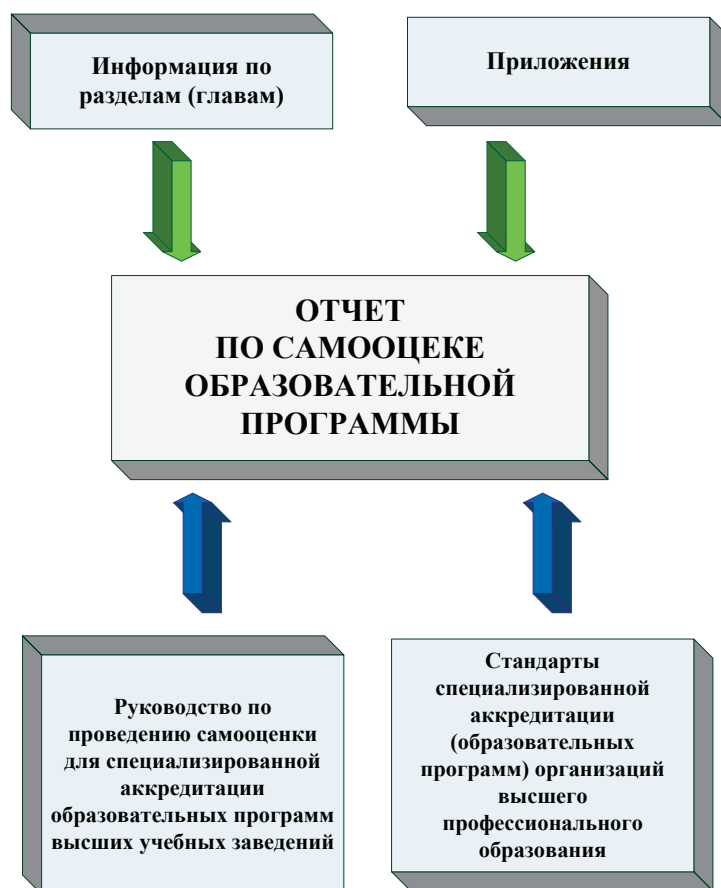 Информация по
разделам (главам)
Приложения
ОТЧЕТ
ПО САМООЦЕКЕ
ОБРАЗОВАТЕЛЬНОЙ
ПРОГРАММЫ
Руководство по
проведению самооценки
для специализированной
аккредитации
образовательных программ
высших учебных заведений
Стандарты
специализированной
аккредитации
(образовательных
программ) организаций
высшего
профессионального
образования